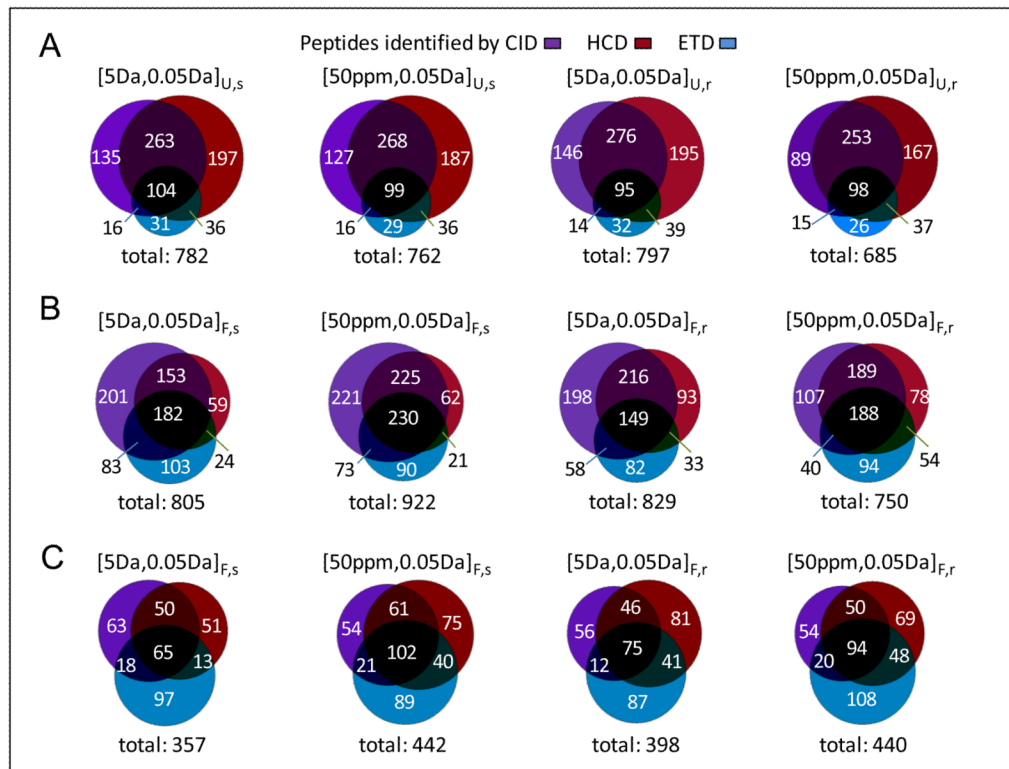 A
Peptides identified by CID HCD ETD
[5Da,0.05Da]U,s [50ppm,0.05Da]U,s [5Da,0.05Da]U,r [50ppm,0.05Da]U,r
263 268 276 253
135 197 127 187 146 195 89 167
104 99 95 98
16 31 36 16 29 36 14 32 39 15 26 37
total: 782 total: 762 total: 797 total: 685
B
[5Da,0.05Da]F,s [50ppm,0.05Da]F,s [5Da,0.05Da]F,r [50ppm,0.05Da]F,r
153 225 216 189
201 59 221 62 198 93 107 78
182 230 149 188
83 103 24 73 90 21 58 82 33 40 94 54
total: 805 total: 922 total: 829 total: 750
C
[5Da,0.05Da]F,s [50ppm,0.05Da]F,s [5Da,0.05Da]F,r [50ppm,0.05Da]F,r
50 61 46 50
63 51 54 75 56 81 54 69
65 102 75 94
18 13 21 40 12 41 20 48
97 89 87 108
total: 357 total: 442 total: 398 total: 440